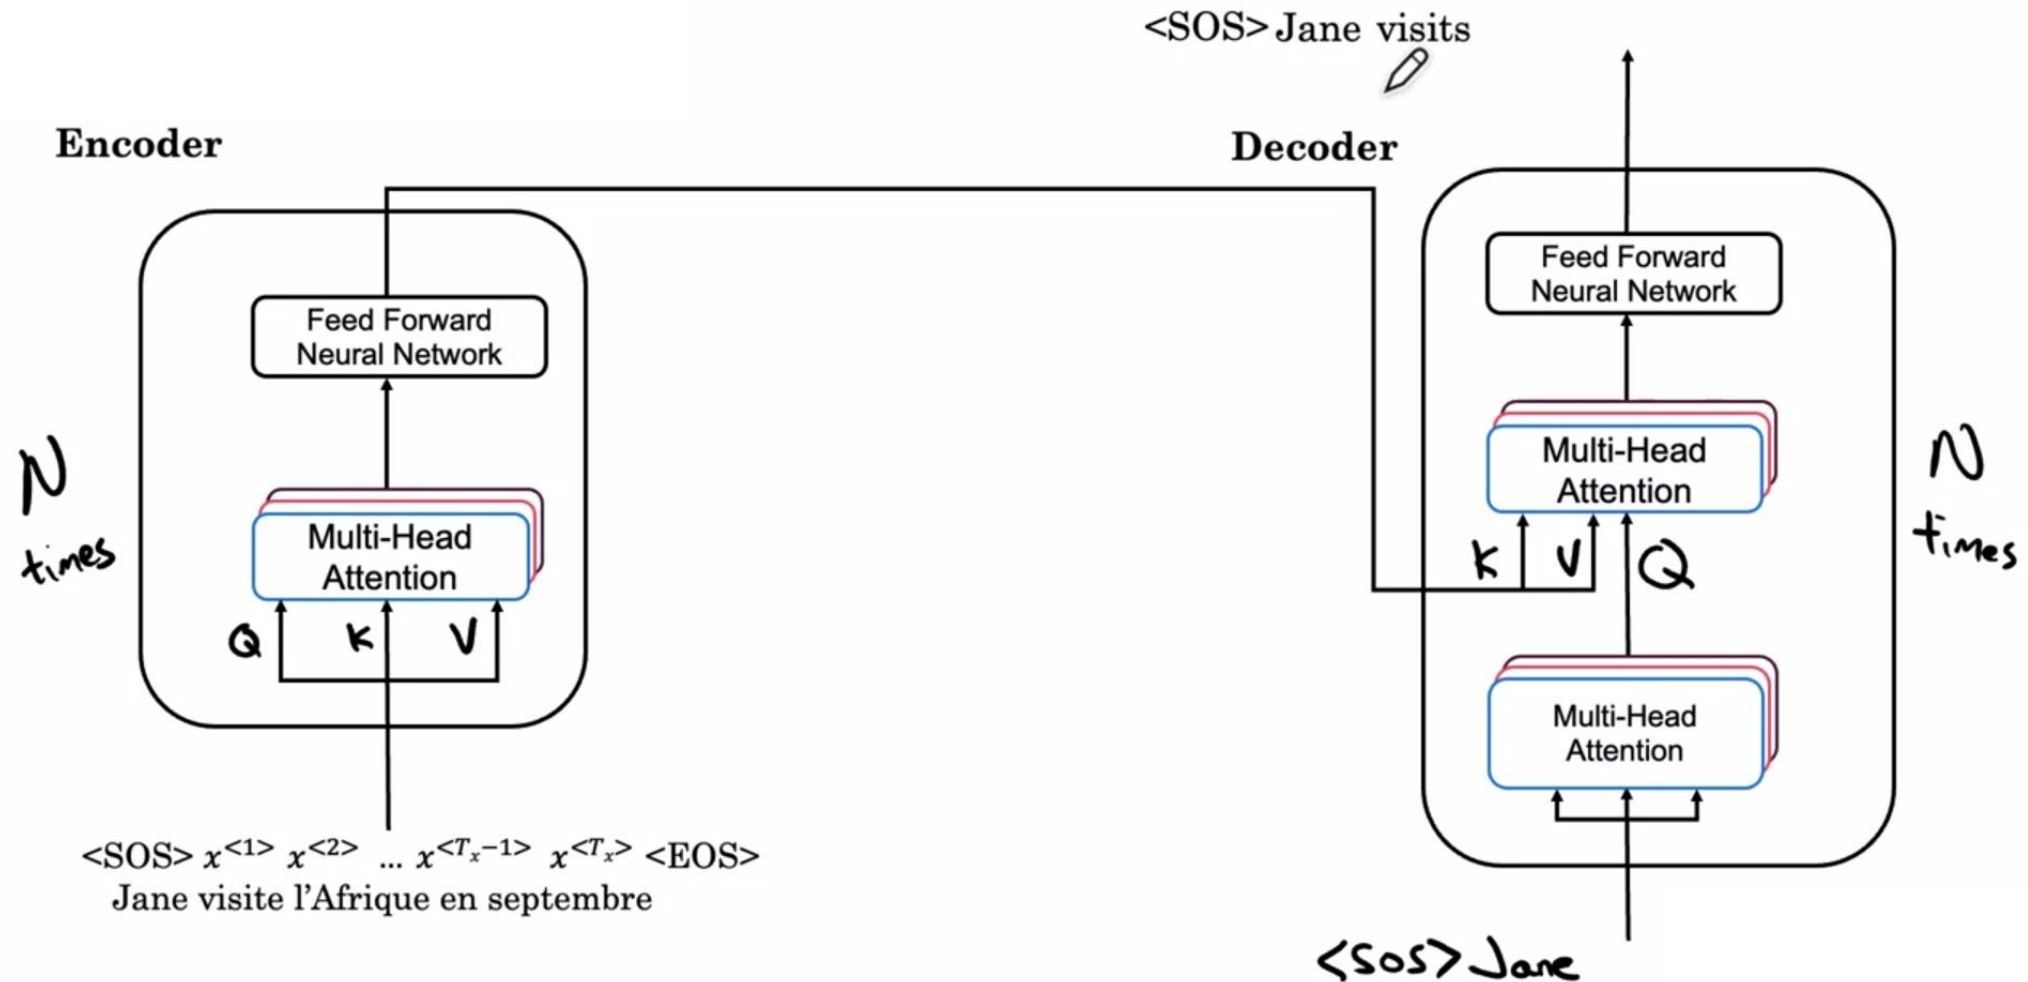 <SOS> Jane visits
Encoder
Decoder
Feed Forward
Neural Network
Multi-Head
Attention
Q K V
N
times
<SOS> x<1> x<2> ... x<Tₓ−1> x<Tₓ> <EOS>
Jane visite l’Afrique en septembre
Feed Forward
Neural Network
Multi-Head
Attention
K V Q
Multi-Head
Attention
N
times
<SOS> Jane